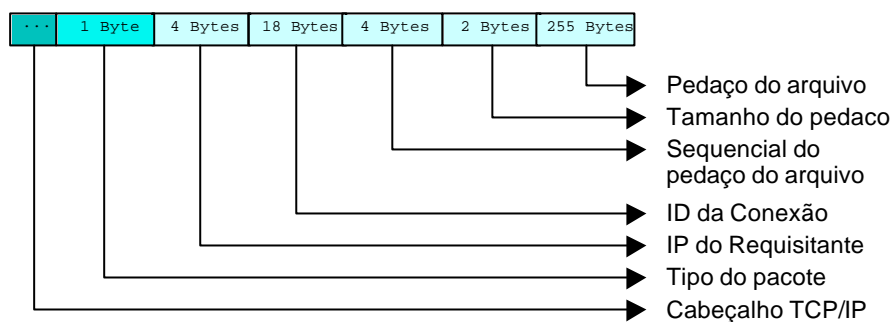 ... 1 Byte 4 Bytes 18 Bytes 4 Bytes 2 Bytes 255 Bytes
Pedaço do arquivo
Tamanho do pedaco
Sequencial do
pedaço do arquivo
ID da Conexão
IP do Requisitante
Tipo do pacote
Cabeçalho TCP/IP